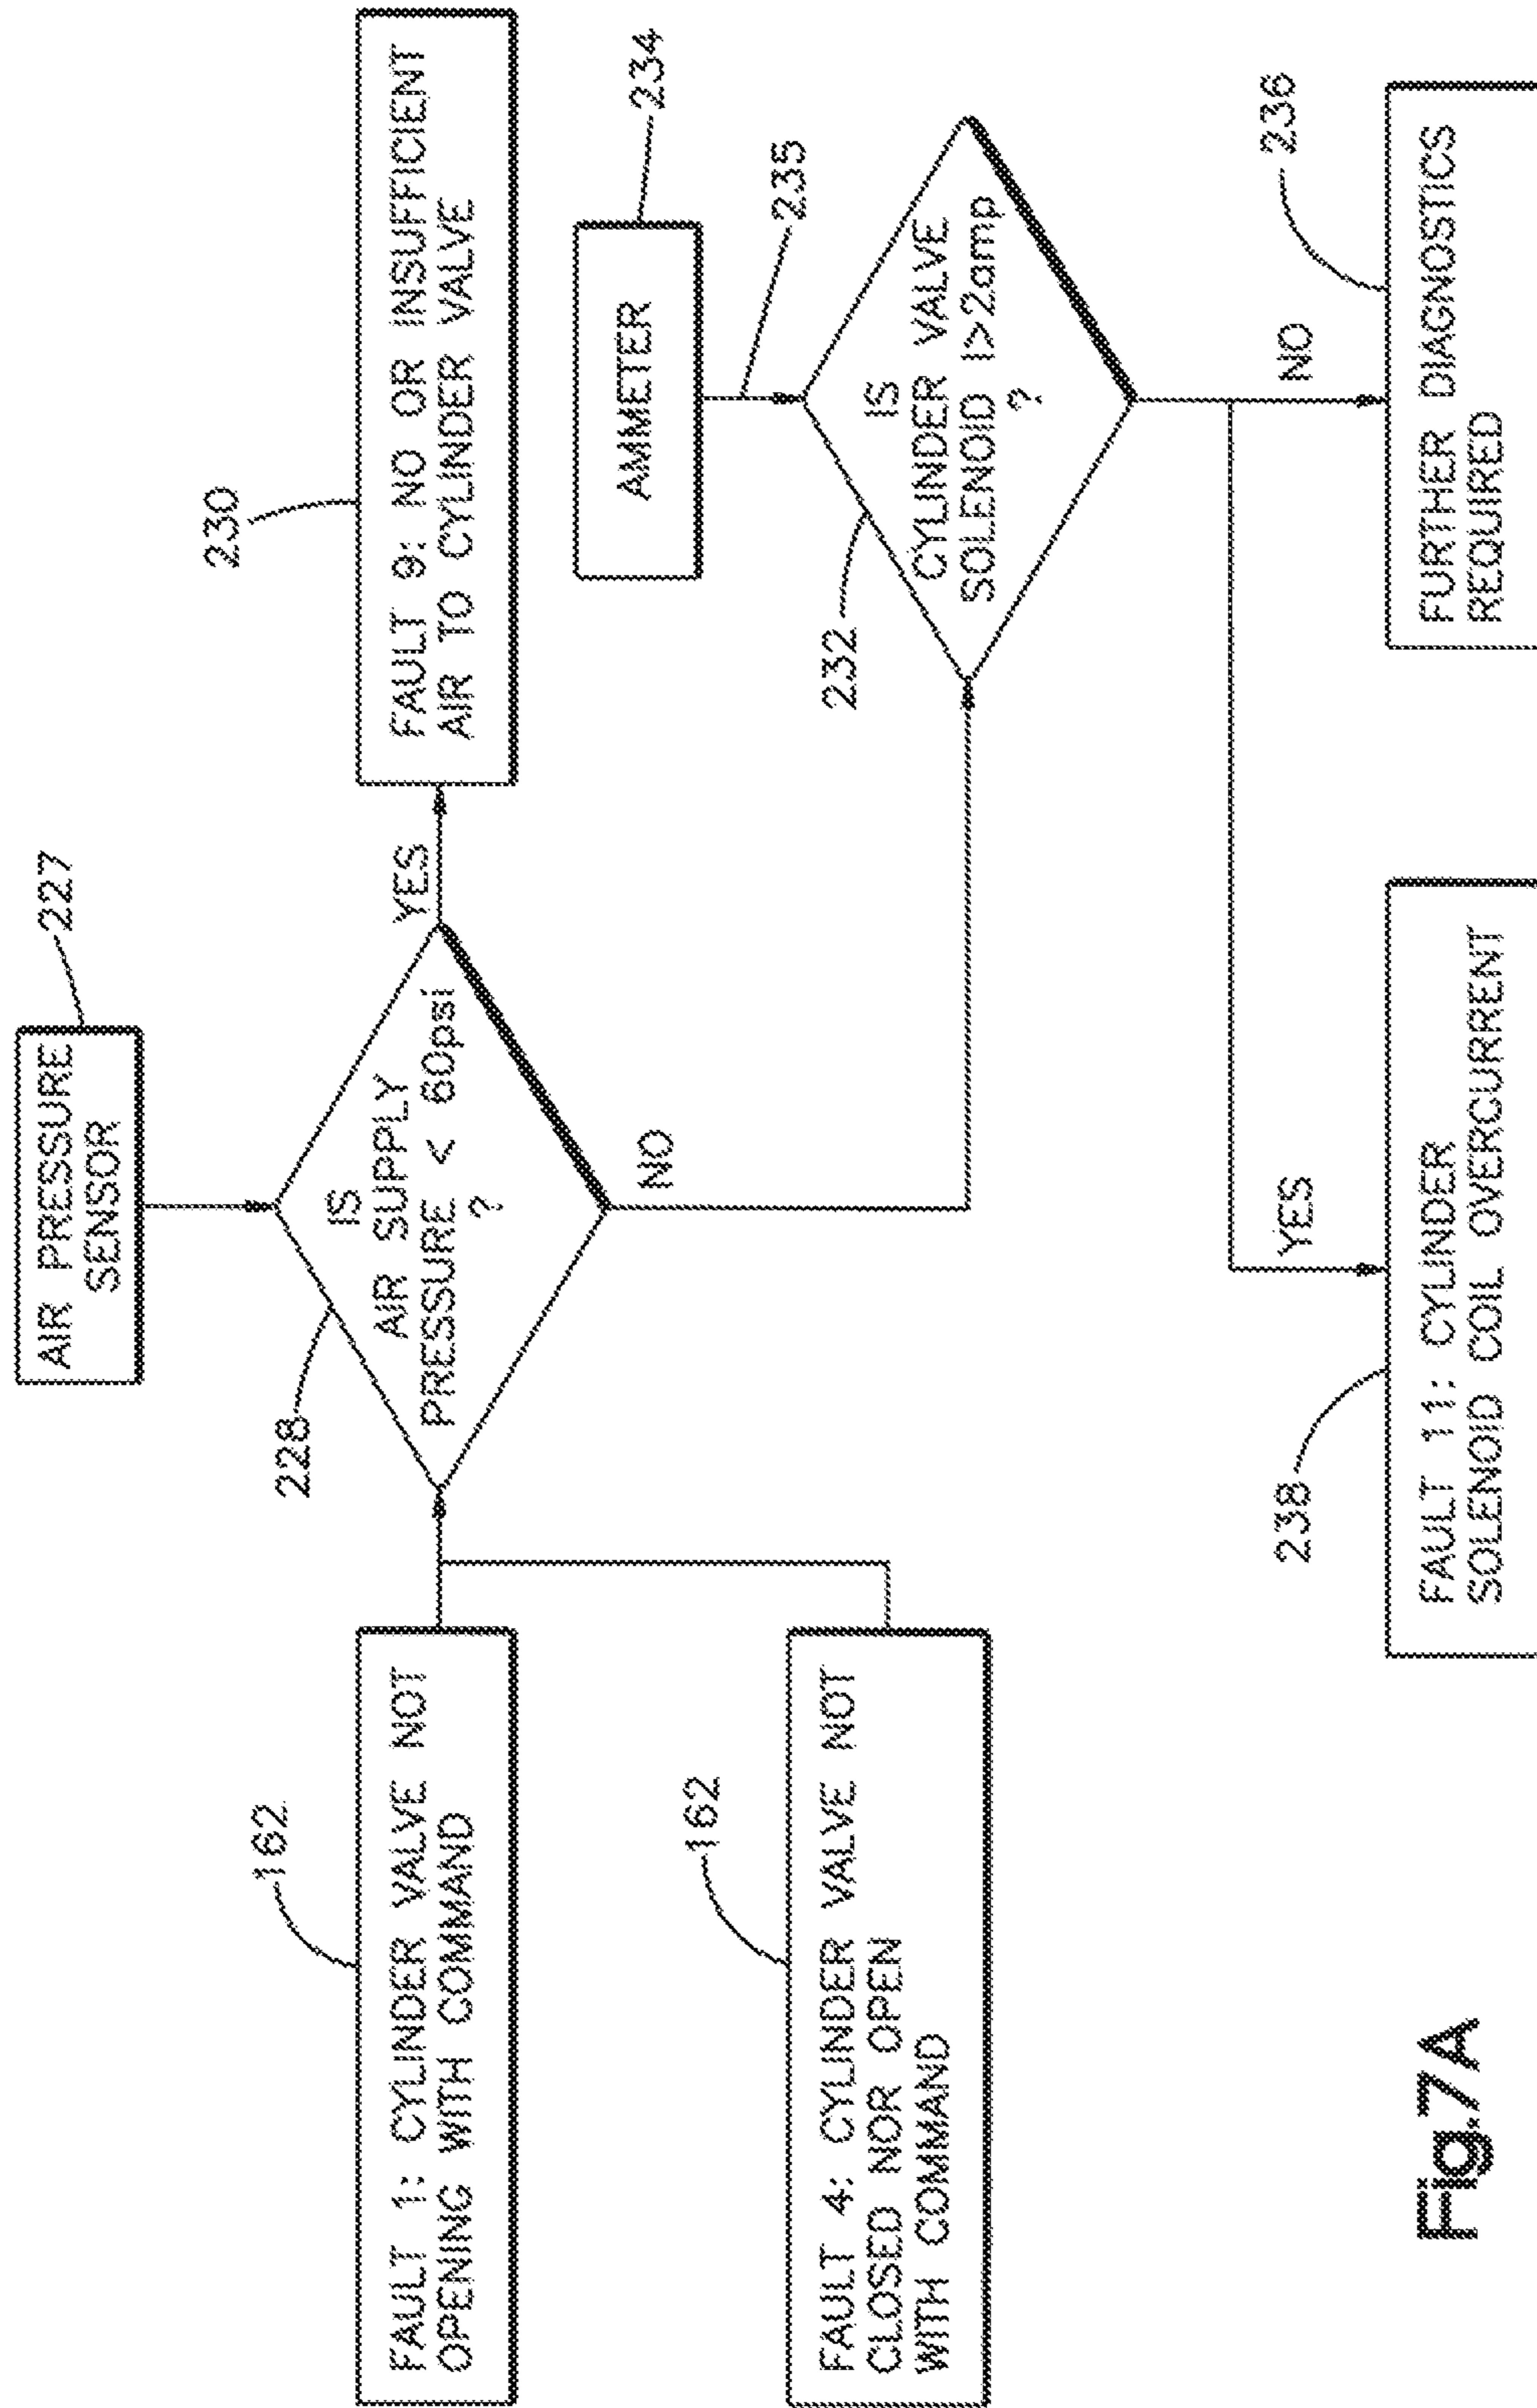 AIR PRESSURE
SENSOR
227
228
IS
AIR SUPPLY
PRESSURE < 60psi
?
YES
NO
230
FAULT 9: NO OR INSUFFICIENT
AIR TO CYLINDER VALVE
162
FAULT 1: CYLINDER VALVE NOT
OPENING WITH COMMAND
162
FAULT 4: CYLINDER VALVE NOT
CLOSED NOR OPEN
WITH COMMAND
AMMETER
234
235
232
IS
CYLINDER VALVE
SOLENOID I>2amp
?
YES
NO
238
FAULT 11: CYLINDER
SOLENOID COIL OVERCURRENT
236
FURTHER DIAGNOSTICS
REQUIRED
Fig.7A